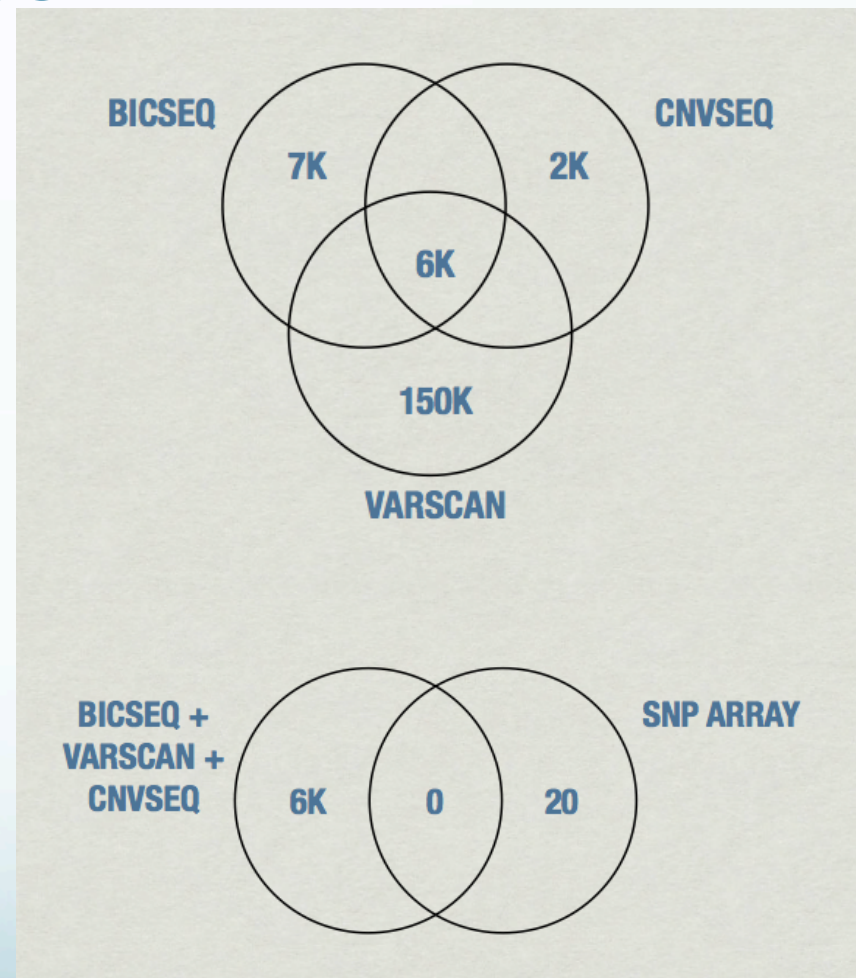 BICSEQ
CNVSEQ
7K
2K
6K
150K
VARSCAN
BICSEQ +
VARSCAN +
CNVSEQ
SNP ARRAY
6K
0
20